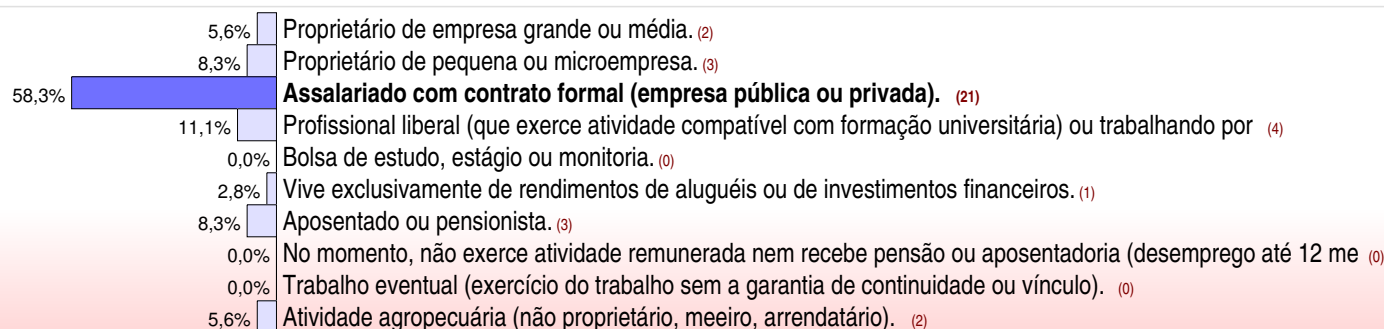 5,6% Proprietário de empresa grande ou média. (2)
8,3% Proprietário de pequena ou microempresa. (3)
58,3% Assalariado com contrato formal (empresa pública ou privada). (21)
11,1% Profissional liberal (que exerce atividade compatível com formação universitária) ou trabalhando por (4)
0,0% Bolsa de estudo, estágio ou monitoria. (0)
2,8% Vive exclusivamente de rendimentos de aluguéis ou de investimentos financeiros. (1)
8,3% Aposentado ou pensionista. (3)
0,0% No momento, não exerce atividade remunerada nem recebe pensão ou aposentadoria (desemprego até 12 me (0)
0,0% Trabalho eventual (exercício do trabalho sem a garantia de continuidade ou vínculo). (0)
5,6% Atividade agropecuária (não proprietário, meeiro, arrendatário). (2)